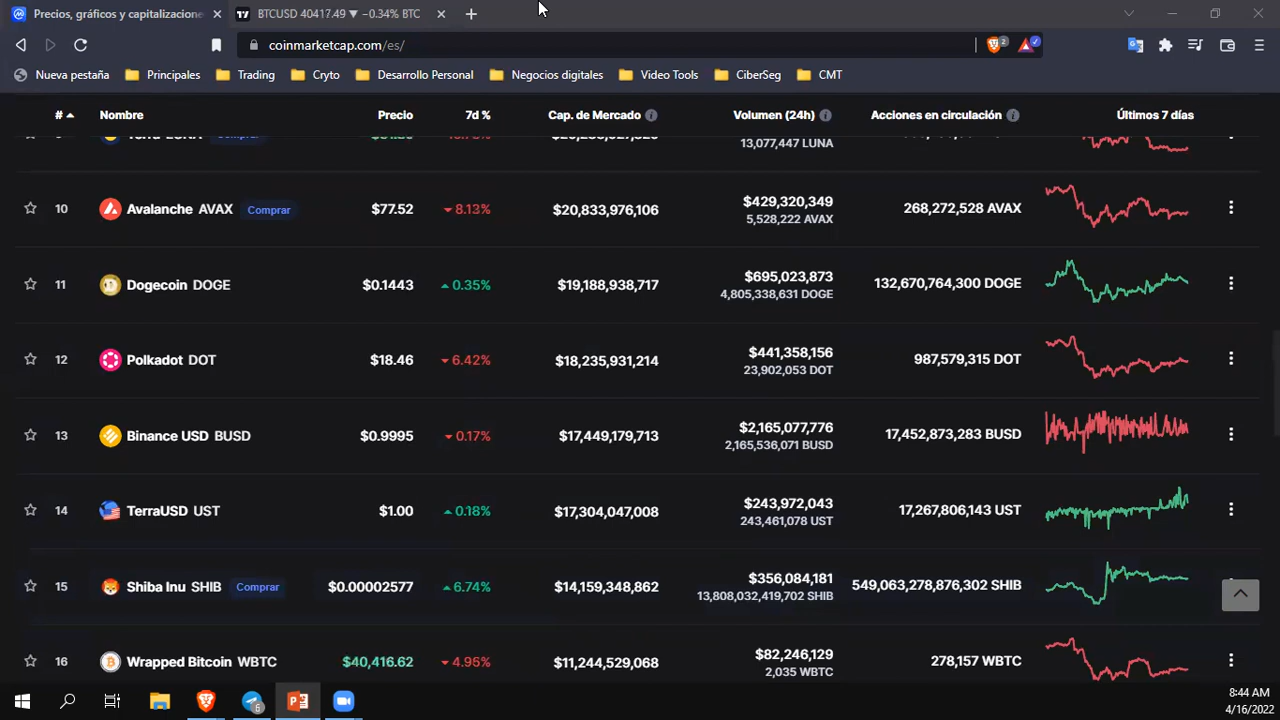 Precios, gráficos y capitalizacione
BTCUSD 40417.49 ▼ −0.34% BTC
coinmarketcap.com/es/
2
Nueva pestaña
Principales
Trading
Cryto
Desarrollo Personal
Negocios digitales
Video Tools
CiberSeg
CMT
# Nombre Precio 7d % Cap. de Mercado Volumen (24h) Acciones en circulación Últimos 7 días
13,077,447 LUNA
10 Avalanche AVAX Comprar $77.52 8.13% $20,833,976,106 $429,320,349 268,272,528 AVAX
5,528,222 AVAX
11 Dogecoin DOGE $0.1443 0.35% $19,188,938,717 $695,023,873 132,670,764,300 DOGE
4,805,338,631 DOGE
12 Polkadot DOT $18.46 6.42% $18,235,931,214 $441,358,156 987,579,315 DOT
23,902,053 DOT
13 Binance USD BUSD $0.9995 0.17% $17,449,179,713 $2,165,077,776 17,452,873,283 BUSD
2,165,536,071 BUSD
14 TerraUSD UST $1.00 0.18% $17,304,047,008 $243,972,043 17,267,806,143 UST
243,461,078 UST
15 Shiba Inu SHIB Comprar $0.00002577 6.74% $14,159,348,862 $356,084,181 549,063,278,876,302 SHIB
13,808,032,419,702 SHIB
16 Wrapped Bitcoin WBTC $40,416.62 4.95% $11,244,529,068 $82,246,129 278,157 WBTC
2,035 WBTC
8:44 AM
4/16/2022